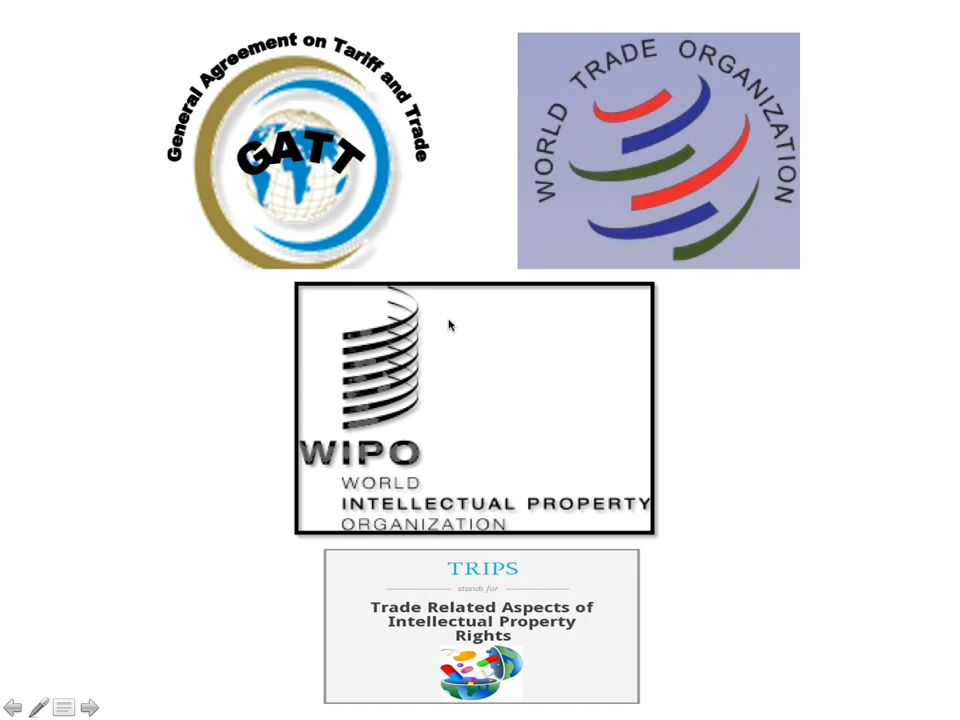 General Agreement on Tariff and Trade
GATT
WORLD TRADE ORGANIZATION
WIPO
WORLD
INTELLECTUAL PROPERTY
ORGANIZATION
TRIPS
stands for
Trade Related Aspects of
Intellectual Property
Rights